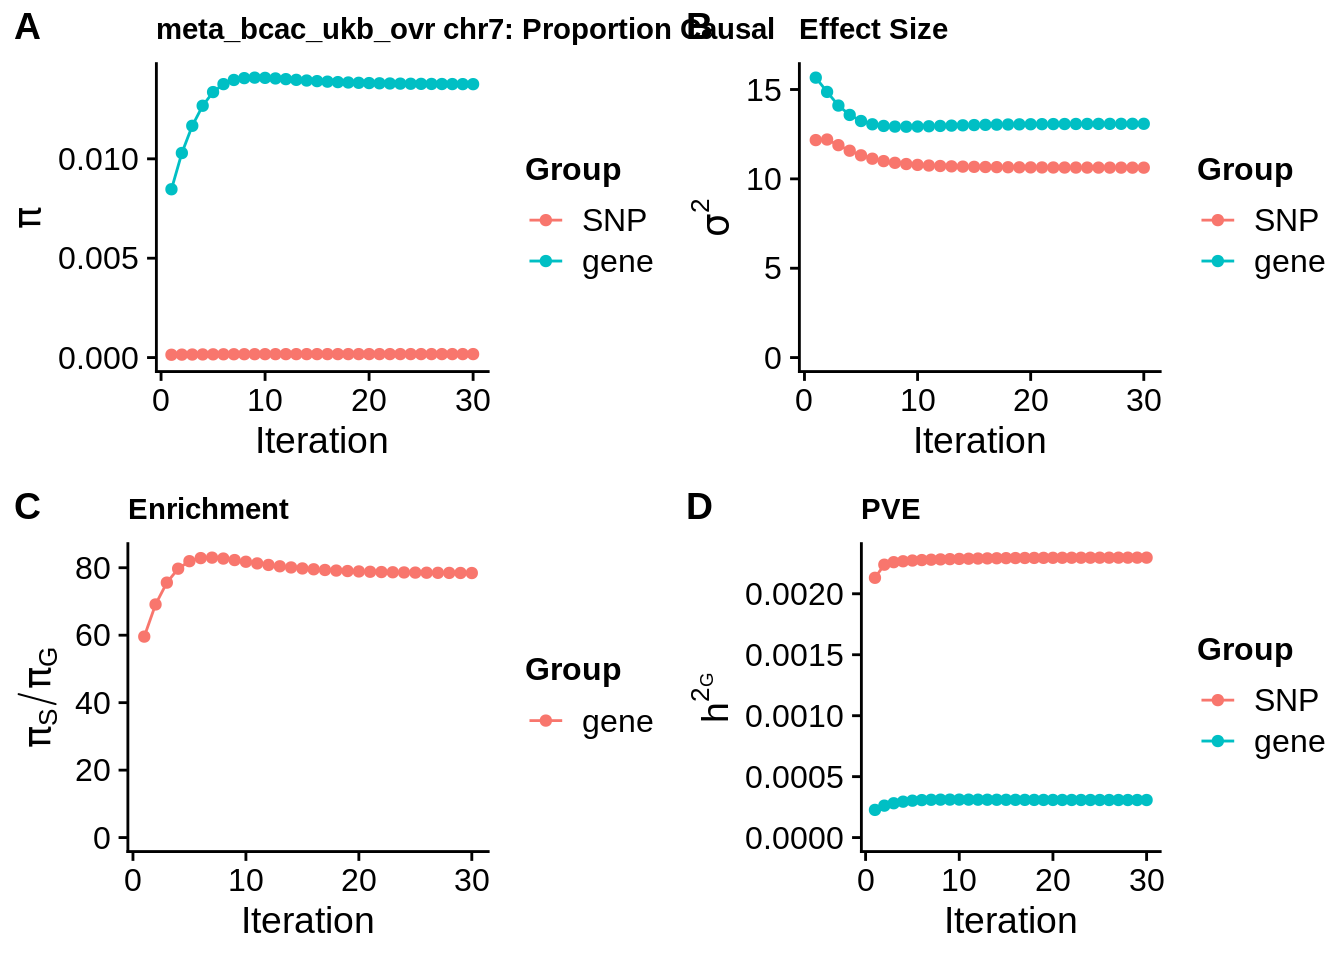 A
meta_bcac_ukb_ovr chr7: Proportion Causal
π
0.010
0.005
0.000
0 10 20 30
Iteration
Group
SNP
gene
B
Effect Size
σ²
15
10
5
0
0 10 20 30
Iteration
Group
SNP
gene
C
Enrichment
πS/πG
80
60
40
20
0
0 10 20 30
Iteration
Group
gene
D
PVE
h²G
0.0020
0.0015
0.0010
0.0005
0.0000
0 10 20 30
Iteration
Group
SNP
gene